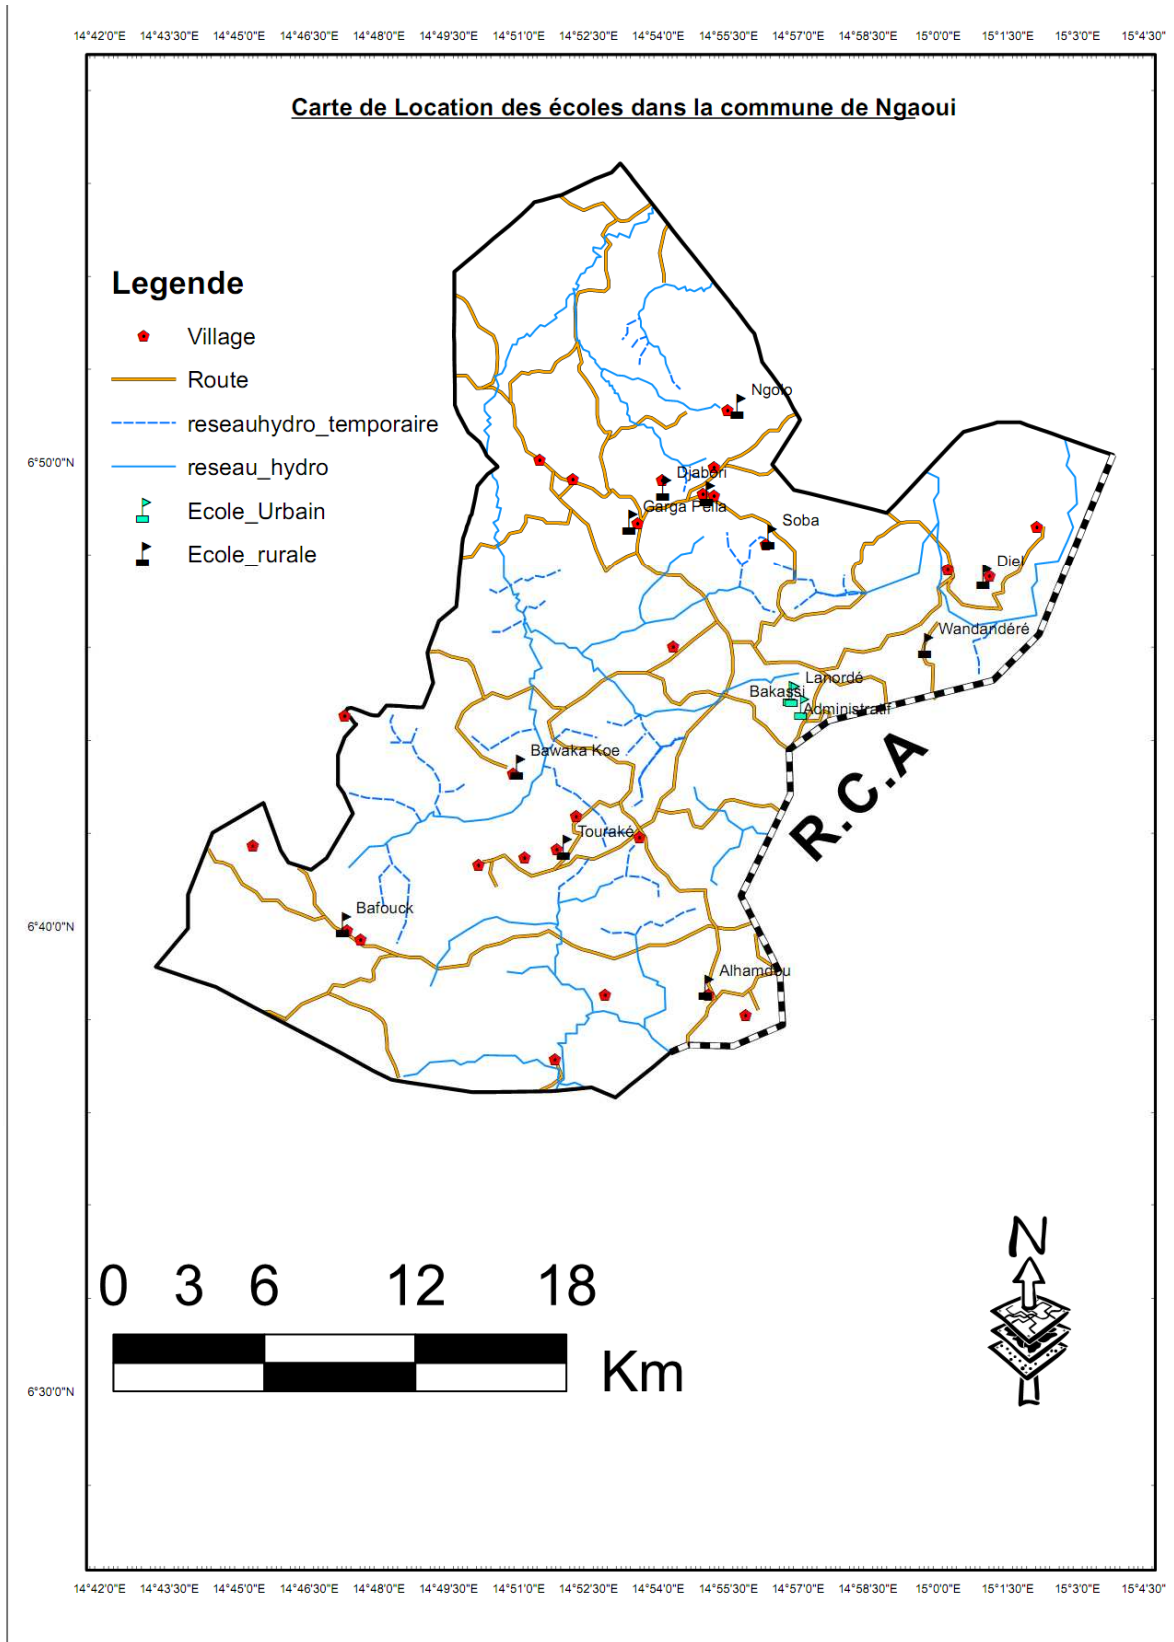 14°42'0"E 14°43'30"E 14°45'0"E 14°46'30"E 14°48'0"E 14°49'30"E 14°51'0"E 14°52'30"E 14°54'0"E 14°55'30"E 14°57'0"E 14°58'30"E 15°0'0"E 15°1'30"E 15°3'0"E 15°4'30"
Carte de Location des écoles dans la commune de Ngaoui
Legende
Village
Route
reseauhydro_temporaire
reseau_hydro
Ecole_Urbain
Ecole_rurale
Ngolo
6°50'0"N
Djabori
Garga Pella
Soba
Diel
Wandandéré
Lanordé
Bakassi
Administratif
Bawaka Koe
R.C.A
Touraké
Bafouck
6°40'0"N
Alhamdou
N
0 3 6 12 18
Km
6°30'0"N
14°42'0"E 14°43'30"E 14°45'0"E 14°46'30"E 14°48'0"E 14°49'30"E 14°51'0"E 14°52'30"E 14°54'0"E 14°55'30"E 14°57'0"E 14°58'30"E 15°0'0"E 15°1'30"E 15°3'0"E 15°4'30"